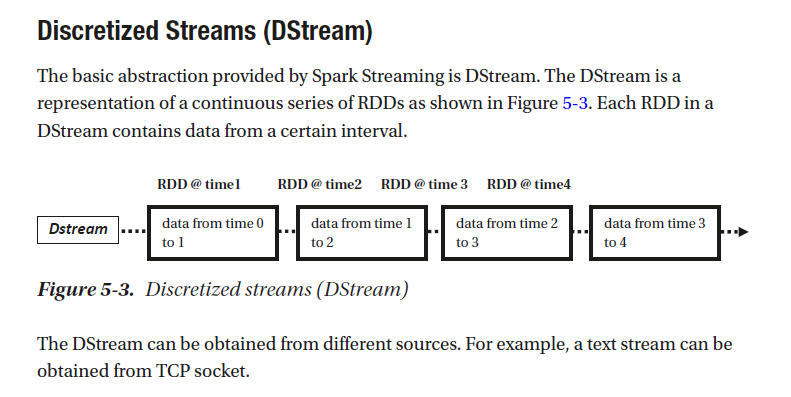 Discretized Streams (DStream)
The basic abstraction provided by Spark Streaming is DStream. The DStream is a
representation of a continuous series of RDDs as shown in Figure 5-3. Each RDD in a
DStream contains data from a certain interval.
RDD @ time1 RDD @ time2 RDD @ time 3 RDD @ time4
Dstream
data from time 0
to 1
data from time 1
to 2
data from time 2
to 3
data from time 3
to 4
Figure 5-3. Discretized streams (DStream)
The DStream can be obtained from different sources. For example, a text stream can be
obtained from TCP socket.